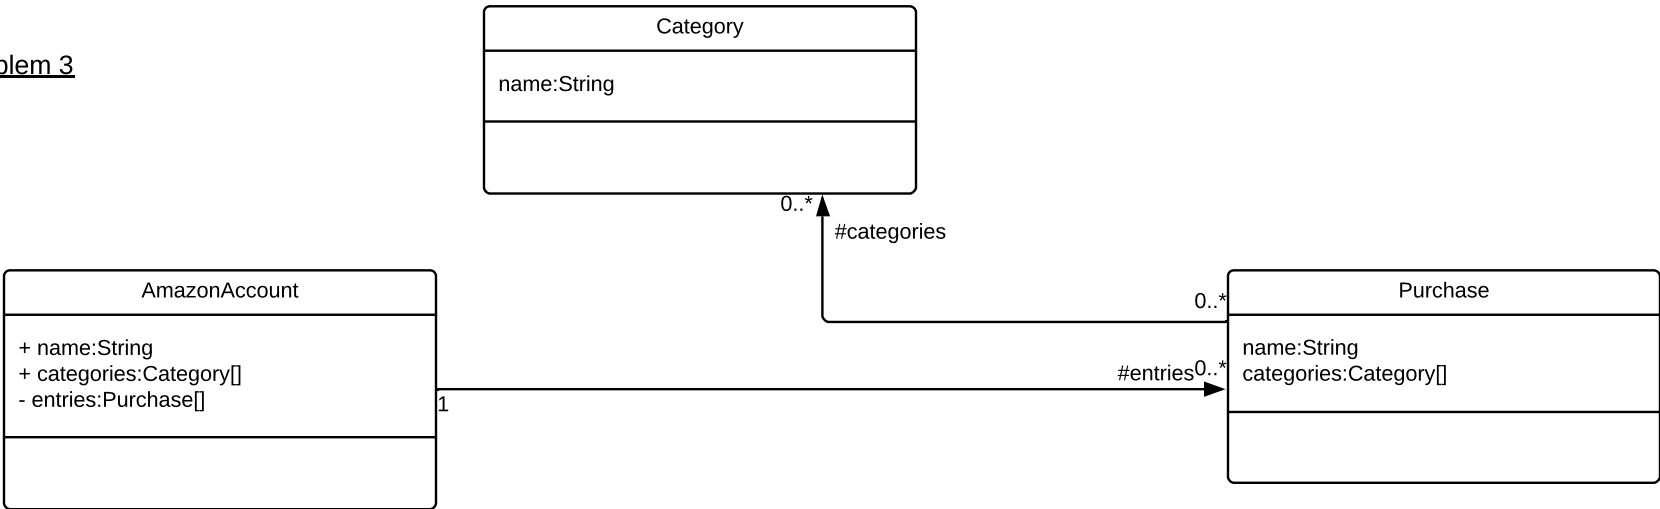 Category
name:String
blem 3
0..*
#categories
AmazonAccount
+ name:String
+ categories:Category[]
- entries:Purchase[]
1
0..*
#entries
0..*
Purchase
name:String
categories:Category[]